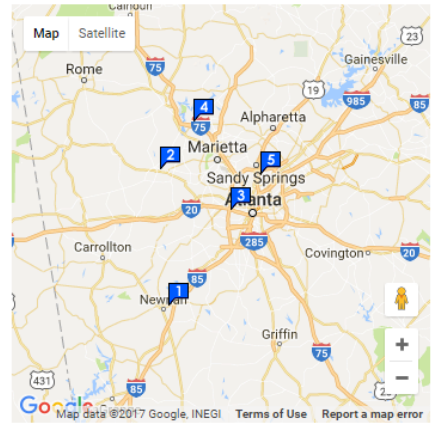 Calhoun
Map
Satellite
23
Gainesville
Rome
75
19
985
85
4
75
Alpharetta
Marietta
2
5
Sandy Springs
3
Atlanta
20
Carrollton
285
Covington
20
85
1
Newnan
Griffin
75
+
−
431
85
Google
Map data ©2017 Google, INEGI
Terms of Use
Report a map error